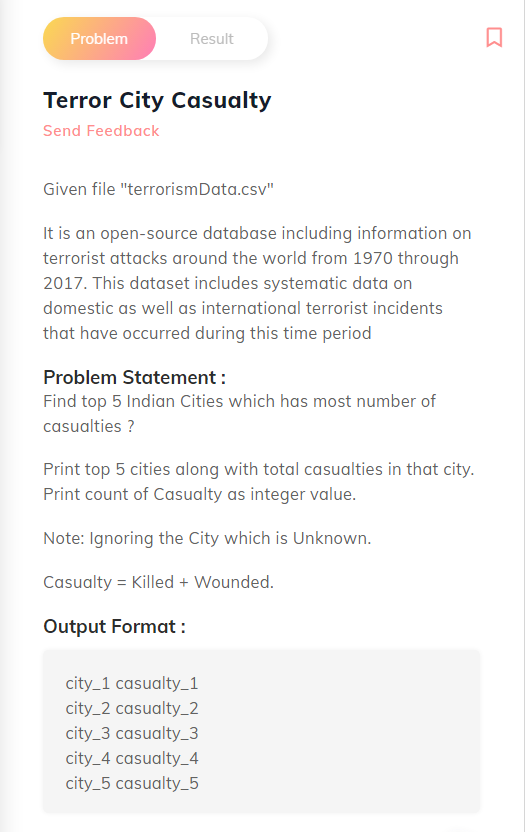 Problem
Result
Terror City Casualty
Send Feedback
Given file "terrorismData.csv"
It is an open-source database including information on
terrorist attacks around the world from 1970 through
2017. This dataset includes systematic data on
domestic as well as international terrorist incidents
that have occurred during this time period
Problem Statement :
Find top 5 Indian Cities which has most number of
casualties ?
Print top 5 cities along with total casualties in that city.
Print count of Casualty as integer value.
Note: Ignoring the City which is Unknown.
Casualty = Killed + Wounded.
Output Format :
city_1 casualty_1
city_2 casualty_2
city_3 casualty_3
city_4 casualty_4
city_5 casualty_5